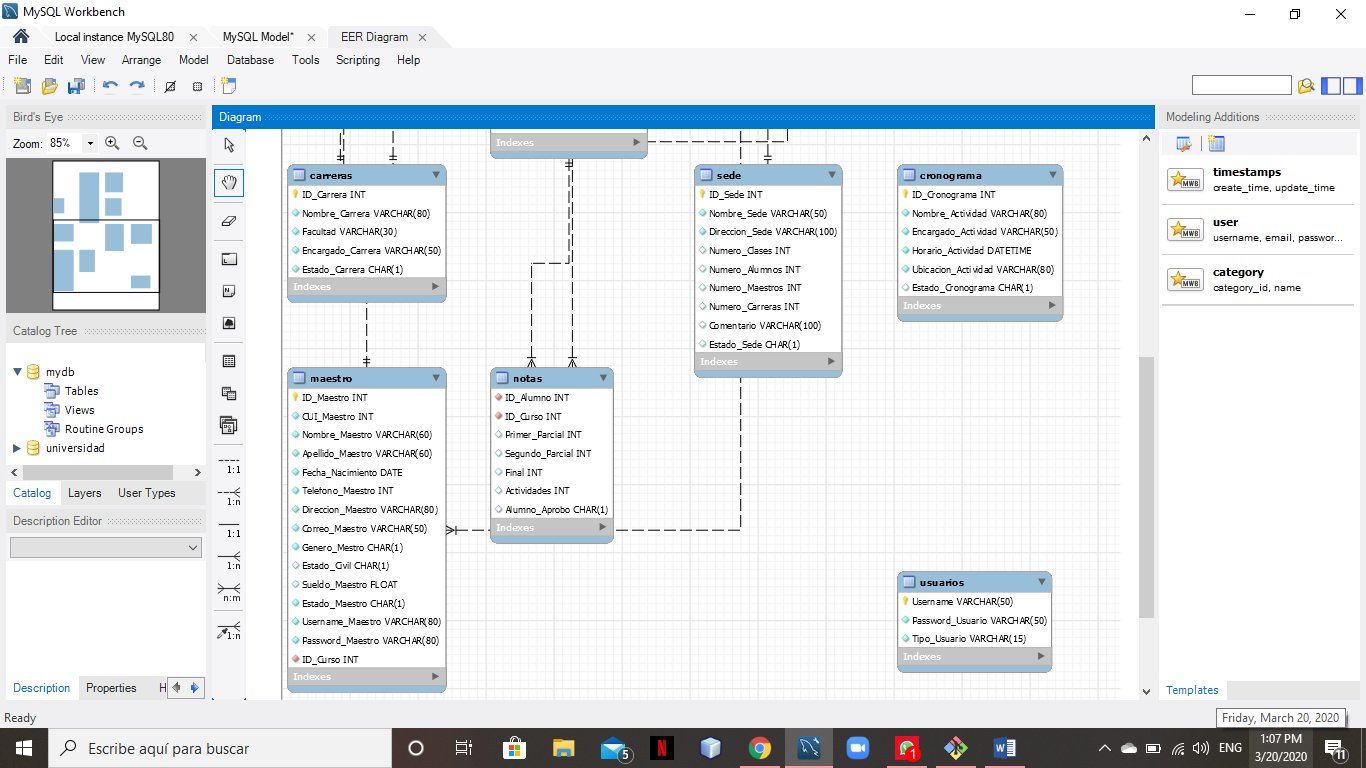 MySQL Workbench
Local instance MySQL80
MySQL Model*
EER Diagram
File Edit View Arrange Model Database Tools Scripting Help
Bird's Eye
Zoom: 85%
Catalog Tree
mydb
Tables
Views
Routine Groups
universidad
Catalog Layers User Types
Description Editor
Description Properties H
Ready
Diagram
1:1
1:n
1:1
1:n
n:m
1:n
Indexes
carreras
ID_Carrera INT
Nombre_Carrera VARCHAR(80)
Facultad VARCHAR(30)
Encargado_Carrera VARCHAR(50)
Estado_Carrera CHAR(1)
Indexes
maestro
ID_Maestro INT
CUI_Maestro INT
Nombre_Maestro VARCHAR(60)
Apellido_Maestro VARCHAR(60)
Fecha_Nacimiento DATE
Telefono_Maestro INT
Direccion_Maestro VARCHAR(80)
Correo_Maestro VARCHAR(50)
Genero_Mestro CHAR(1)
Estado_Civil CHAR(1)
Sueldo_Maestro FLOAT
Estado_Maestro CHAR(1)
Username_Maestro VARCHAR(80)
Password_Maestro VARCHAR(80)
ID_Curso INT
Indexes
notas
ID_Alumno INT
ID_Curso INT
Primer_Parcial INT
Segundo_Parcial INT
Final INT
Actividades INT
Alumno_Aprobo CHAR(1)
Indexes
sede
ID_Sede INT
Nombre_Sede VARCHAR(50)
Direccion_Sede VARCHAR(100)
Numero_Clases INT
Numero_Alumnos INT
Numero_Maestros INT
Numero_Carreras INT
Comentario VARCHAR(100)
Estado_Sede CHAR(1)
Indexes
cronograma
ID_Cronograma INT
Nombre_Actividad VARCHAR(80)
Encargado_Actividad VARCHAR(50)
Horario_Actividad DATETIME
Ubicacion_Actividad VARCHAR(80)
Estado_Cronograma CHAR(1)
Indexes
usuarios
Username VARCHAR(50)
Password_Usuario VARCHAR(50)
Tipo_Usuario VARCHAR(15)
Indexes
Modeling Additions
MWB
timestamps
create_time, update_time
MWB
user
username, email, passwor...
MWB
category
category_id, name
Templates
Friday, March 20, 2020
Escribe aquí para buscar
5
N
1
W
ENG
1:07 PM
3/20/2020
11